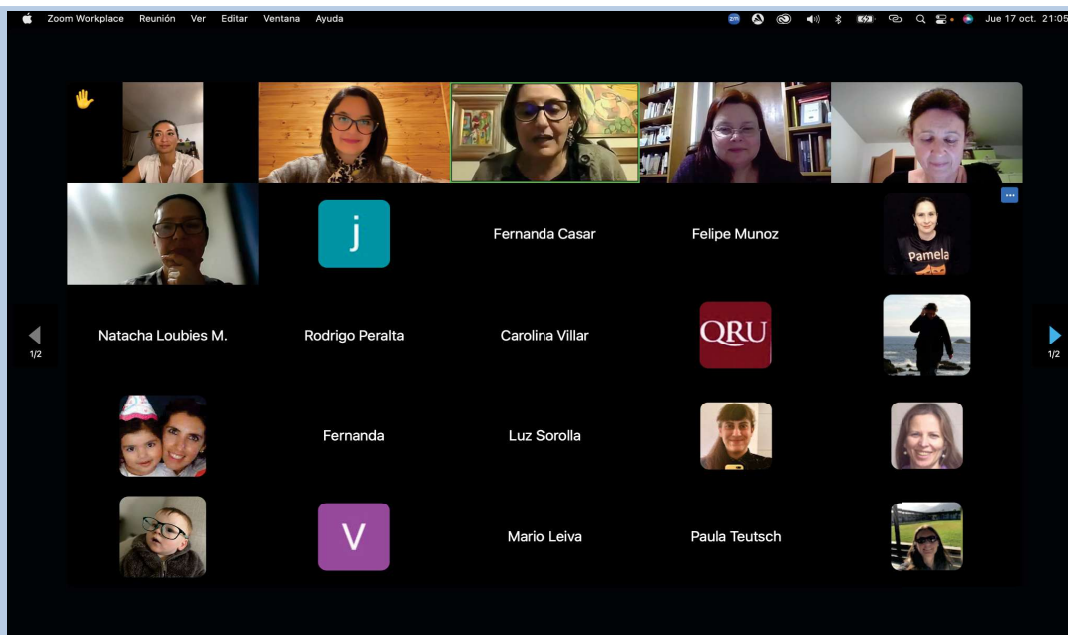 Zoom Workplace Reunión Ver Editar Ventana Ayuda
zm
Jue 17 oct. 21:05
j
Fernanda Casar
Felipe Munoz
Pamela
Natacha Loubies M.
Rodrigo Peralta
Carolina Villar
QRU
1/2
1/2
Fernanda
Luz Sorolla
V
Mario Leiva
Paula Teutsch